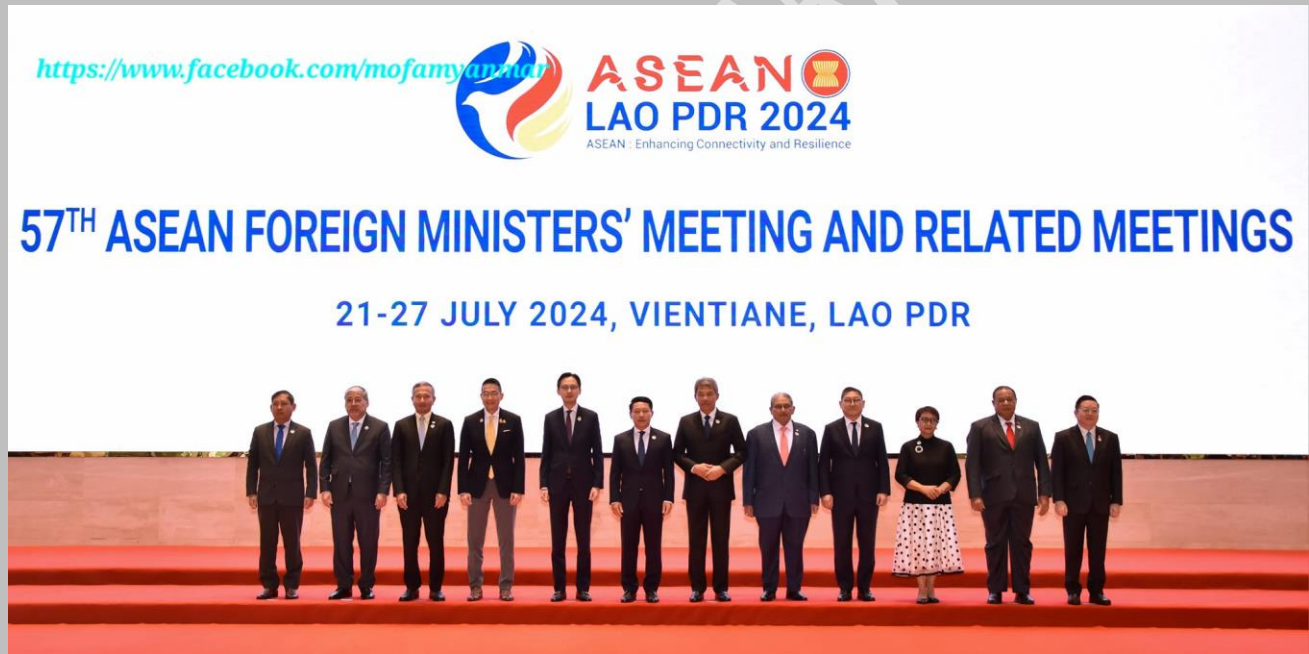 https://www.facebook.com/mofamyanmar
ASEAN
LAO PDR 2024
ASEAN : Enhancing Connectivity and Resilience
57TH ASEAN FOREIGN MINISTERS' MEETING AND RELATED MEETINGS
21-27 JULY 2024, VIENTIANE, LAO PDR